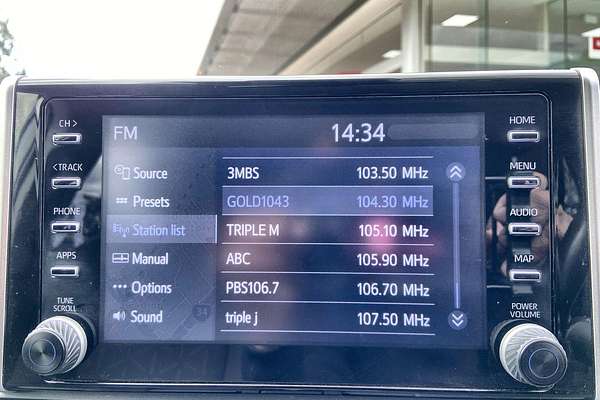 CH >
< TRACK
PHONE
APPS
TUNE
SCROLL
FM
14:34
Source
Presets
Station list
Manual
Options
Sound
3MBS 103.50 MHz
GOLD1043 104.30 MHz
TRIPLE M 105.10 MHz
ABC 105.90 MHz
PBS106.7 106.70 MHz
triple j 107.50 MHz
HOME
MENU
AUDIO
MAP
POWER
VOLUME